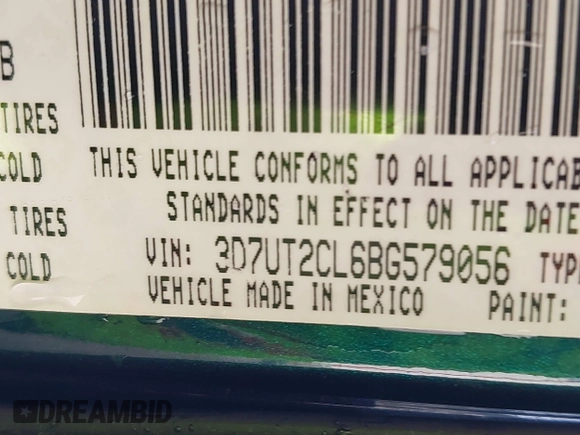 B
TIRES
COLD
THIS VEHICLE CONFORMS TO ALL APPLICAB
STANDARDS IN EFFECT ON THE DATE
TIRES
VIN: 3D7UT2CL6BG579056 TYP
COLD
VEHICLE MADE IN MEXICO PAINT:
DREAMBID